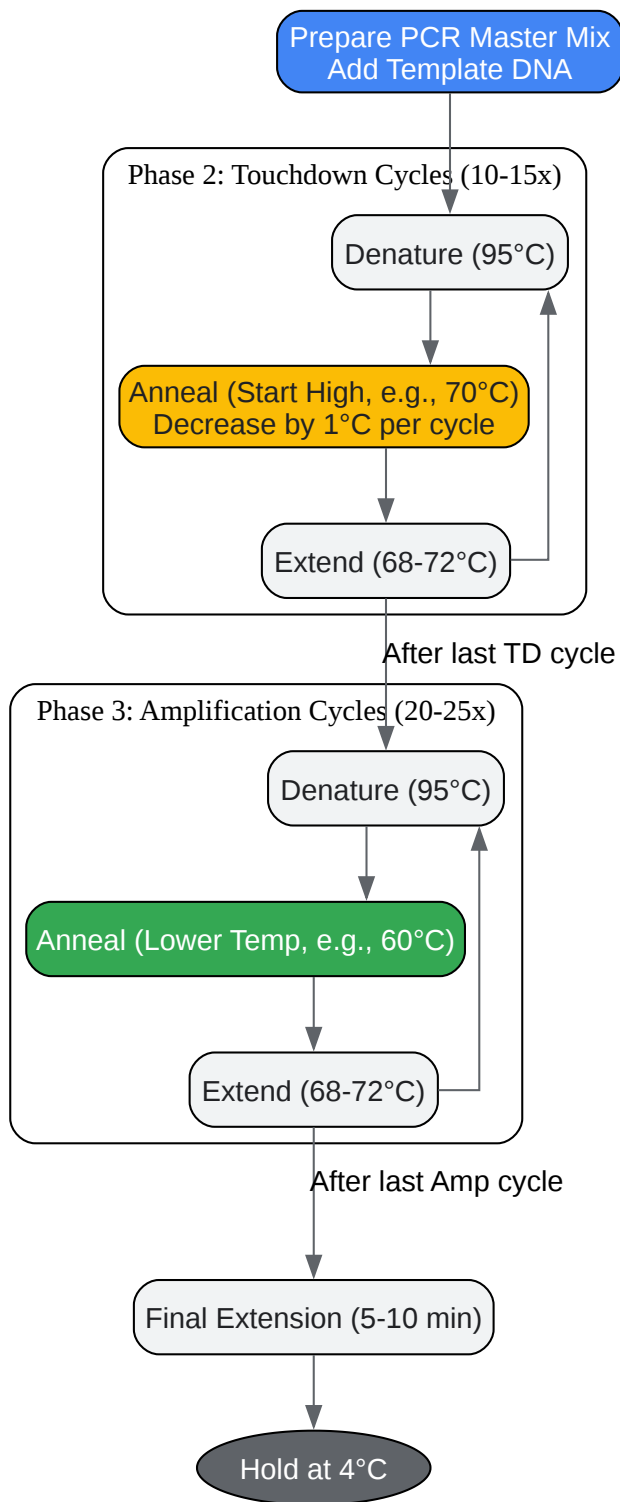 Prepare PCR Master Mix
Add Template DNA
Phase 2: Touchdown Cycles (10-15x)
Denature (95°C)
Anneal (Start High, e.g., 70°C)
Decrease by 1°C per cycle
Extend (68-72°C)
After last TD cycle
Phase 3: Amplification Cycles (20-25x)
Denature (95°C)
Anneal (Lower Temp, e.g., 60°C)
Extend (68-72°C)
After last Amp cycle
Final Extension (5-10 min)
Hold at 4°C